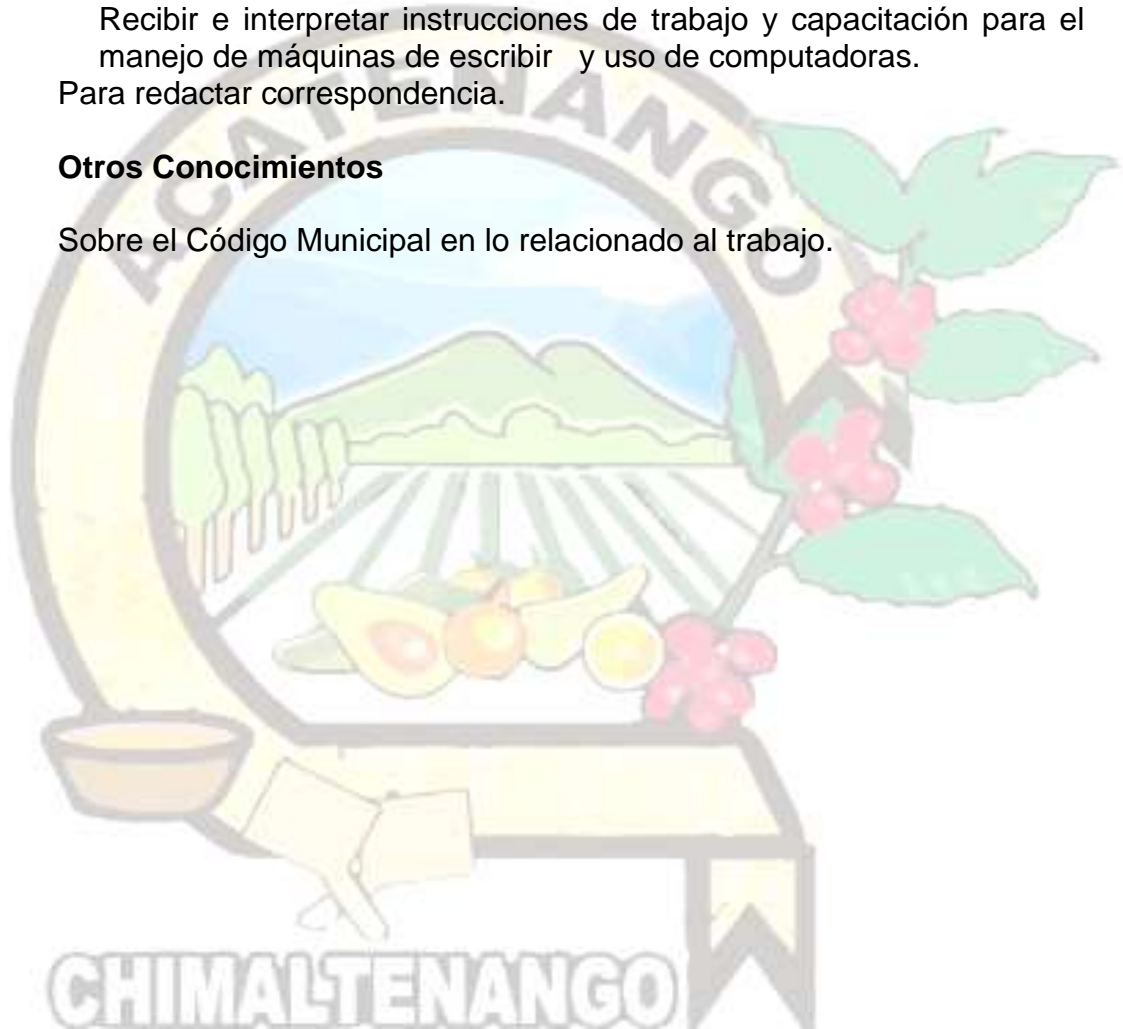 Recibir e interpretar instrucciones de trabajo y capacitación para el
manejo de máquinas de escribir y uso de computadoras.
Para redactar correspondencia.
Otros Conocimientos
Sobre el Código Municipal en lo relacionado al trabajo.
ACATENANGO
CHIMALTENANGO